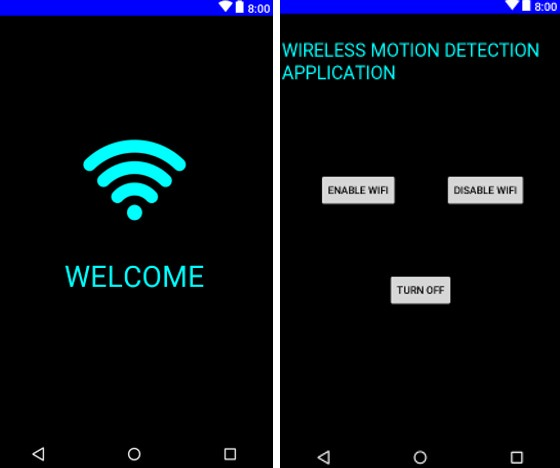 8:00
WELCOME
8:00
WIRELESS MOTION DETECTION
APPLICATION
ENABLE WIFI
DISABLE WIFI
TURN OFF